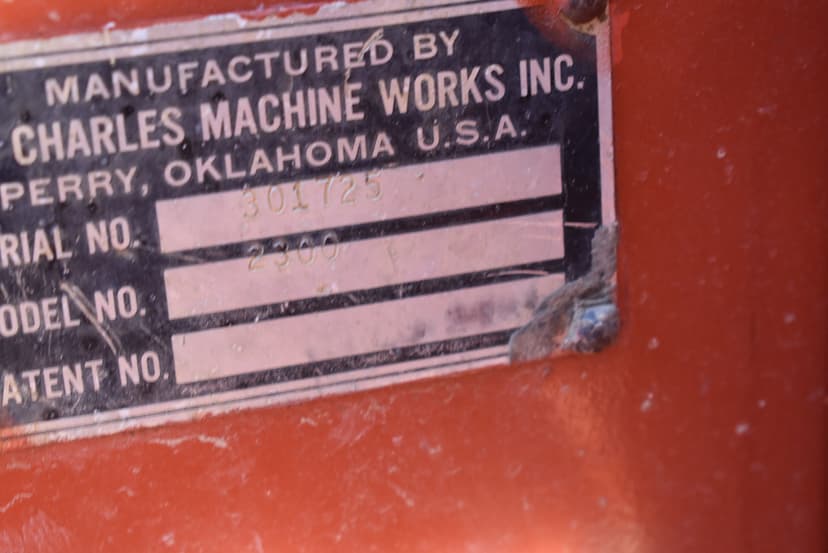 MANUFACTURED BY
CHARLES MACHINE WORKS INC.
PERRY, OKLAHOMA U.S.A.
RIAL NO. 301725
ODEL NO. 2300
ATENT NO.